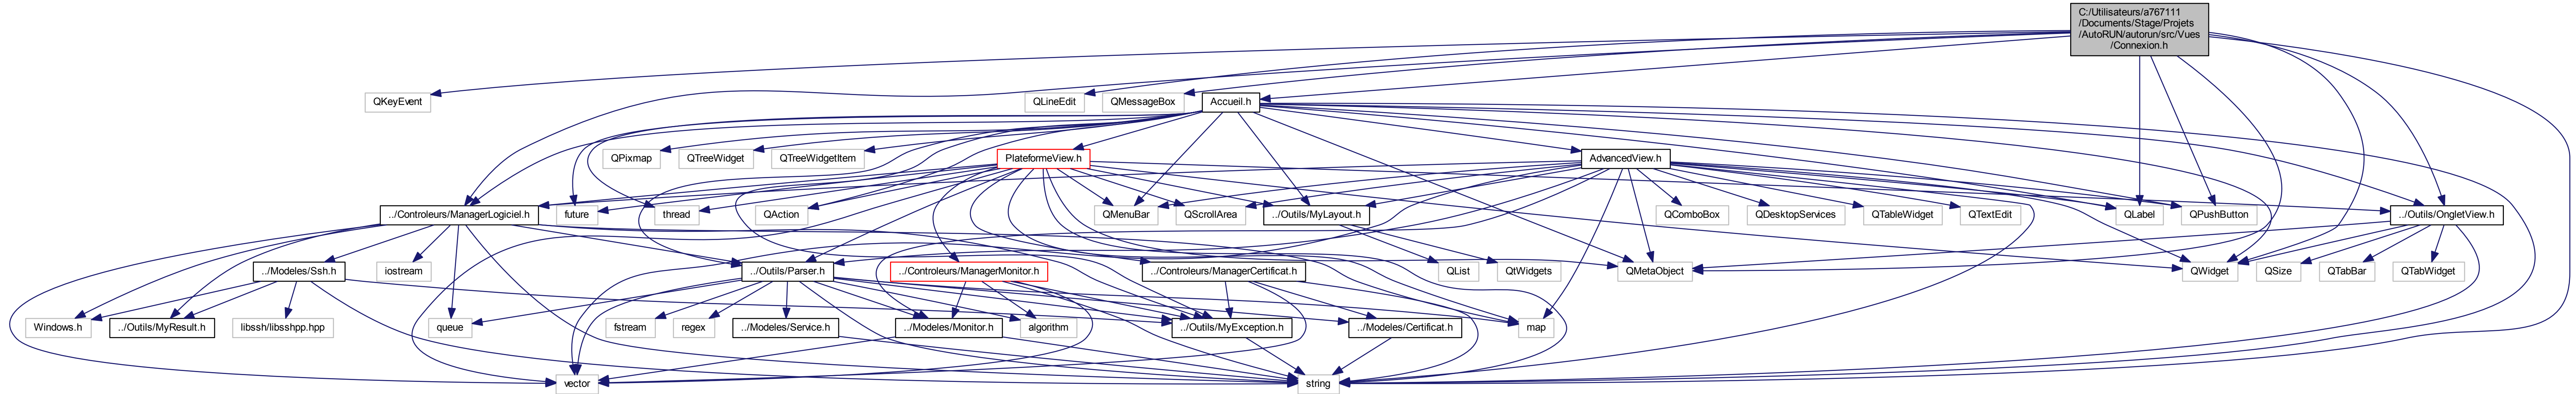 C:/Utilisateurs/a767111
/Documents/Stage/Projets
/AutoRUN/autorun/src/Vues
/Connexion.h
QKeyEvent
QLineEdit
QMessageBox
Accueil.h
QPixmap
QTreeWidget
QTreeWidgetItem
PlateformeView.h
AdvancedView.h
../Controleurs/ManagerLogiciel.h
future
thread
QAction
QMenuBar
QScrollArea
../Outils/MyLayout.h
QComboBox
QDesktopServices
QTableWidget
QTextEdit
QLabel
QPushButton
../Outils/OngletView.h
../Modeles/Ssh.h
iostream
../Outils/Parser.h
../Controleurs/ManagerMonitor.h
../Controleurs/ManagerCertificat.h
QList
QtWidgets
QMetaObject
QWidget
QSize
QTabBar
QTabWidget
Windows.h
../Outils/MyResult.h
libssh/libsshpp.hpp
queue
fstream
regex
../Modeles/Service.h
../Modeles/Monitor.h
algorithm
../Outils/MyException.h
../Modeles/Certificat.h
map
vector
string